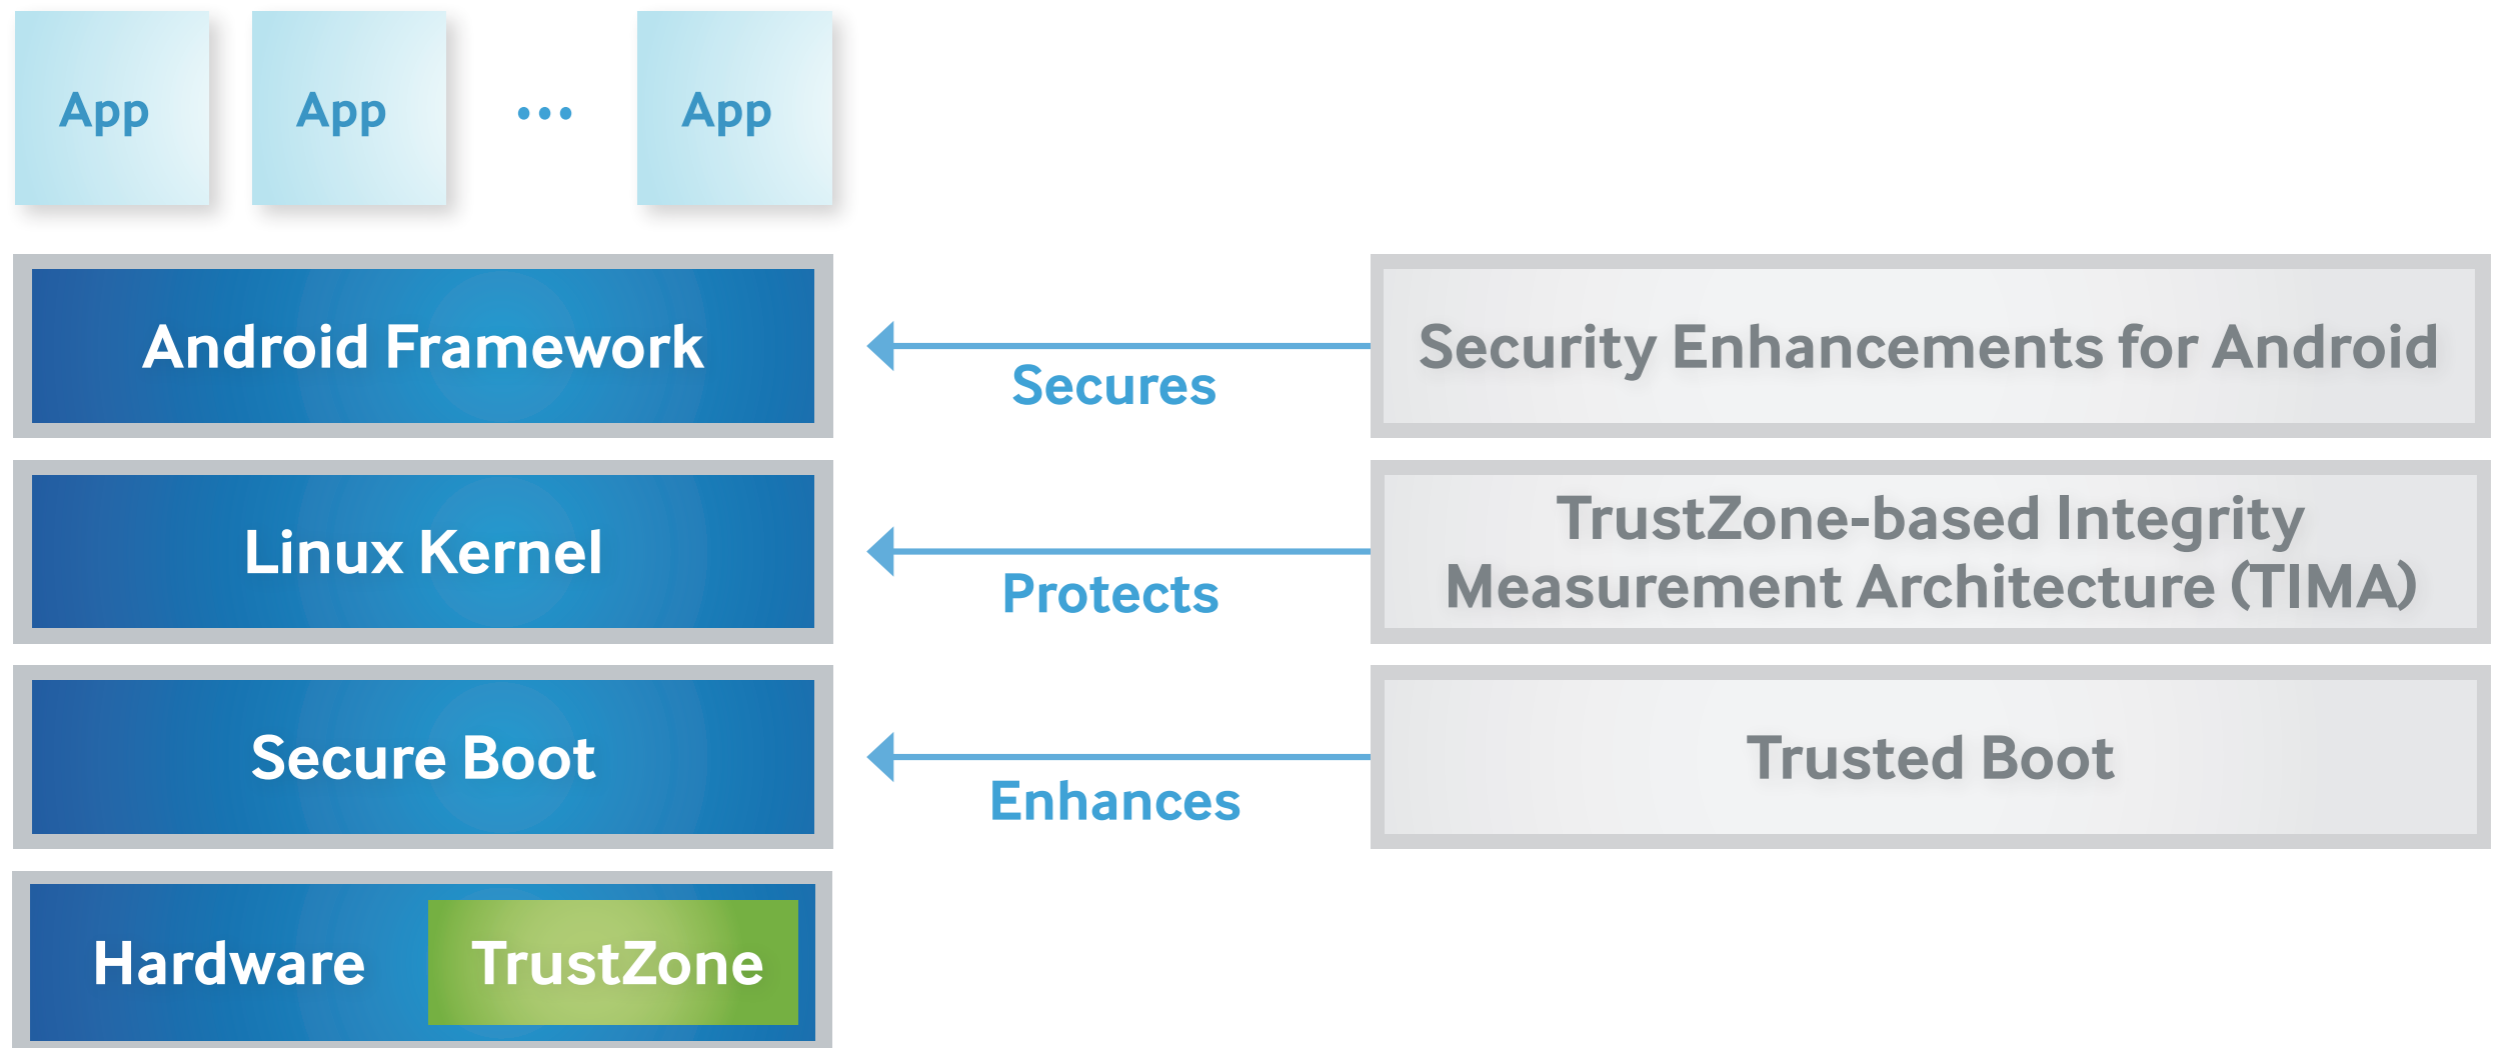 App
App
...
App
Android Framework
Secures
Security Enhancements for Android
Linux Kernel
Protects
TrustZone-based Integrity
Measurement Architecture (TIMA)
Secure Boot
Enhances
Trusted Boot
Hardware
TrustZone